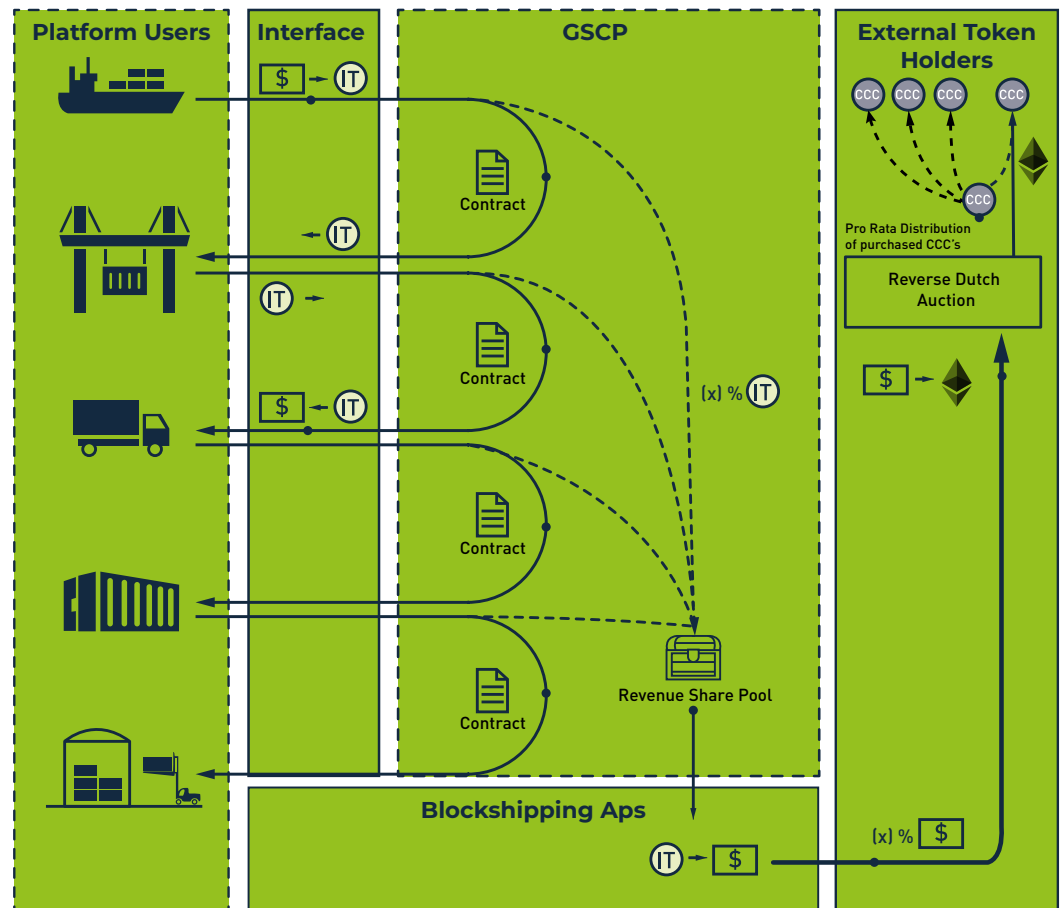 Platform Users
Interface
GSCP
External Token
Holders
$
IT
CCC
CCC
CCC
CCC
Contract
CCC
Pro Rata Distribution
of purchased CCC's
IT
Reverse Dutch
Auction
IT
Contract
$
(x) % IT
$
IT
Contract
Revenue Share Pool
Contract
Blockshipping Aps
(x) % $
IT
$